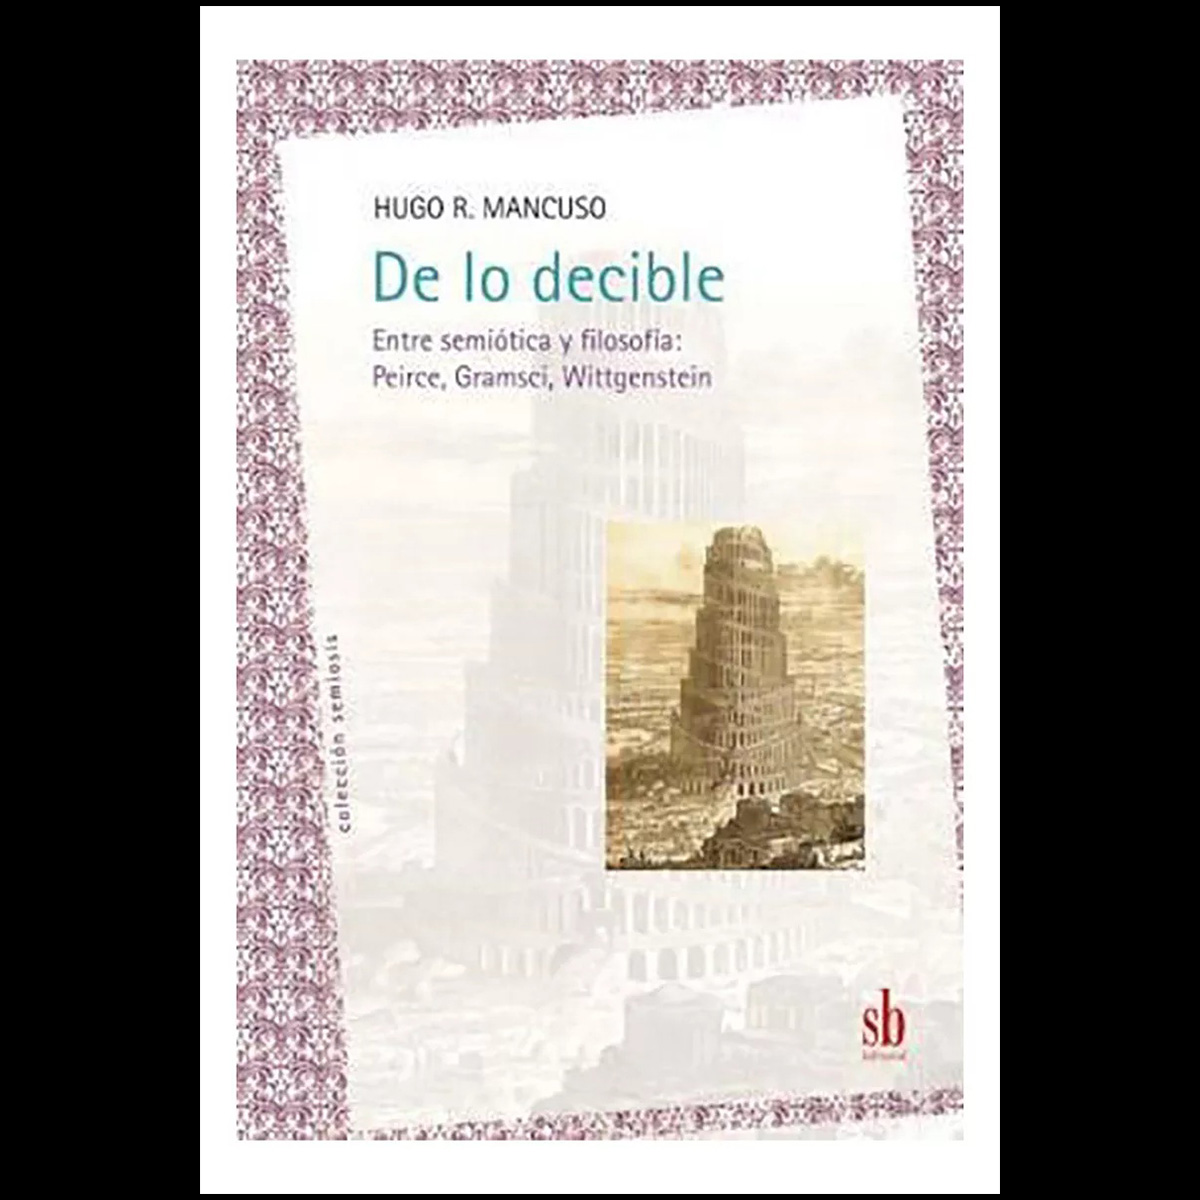 HUGO R. MANCUSO
De lo decible
Entre semiótica y filosofía:
Peirce, Gramsci, Wittgenstein
colección semiosis
sb